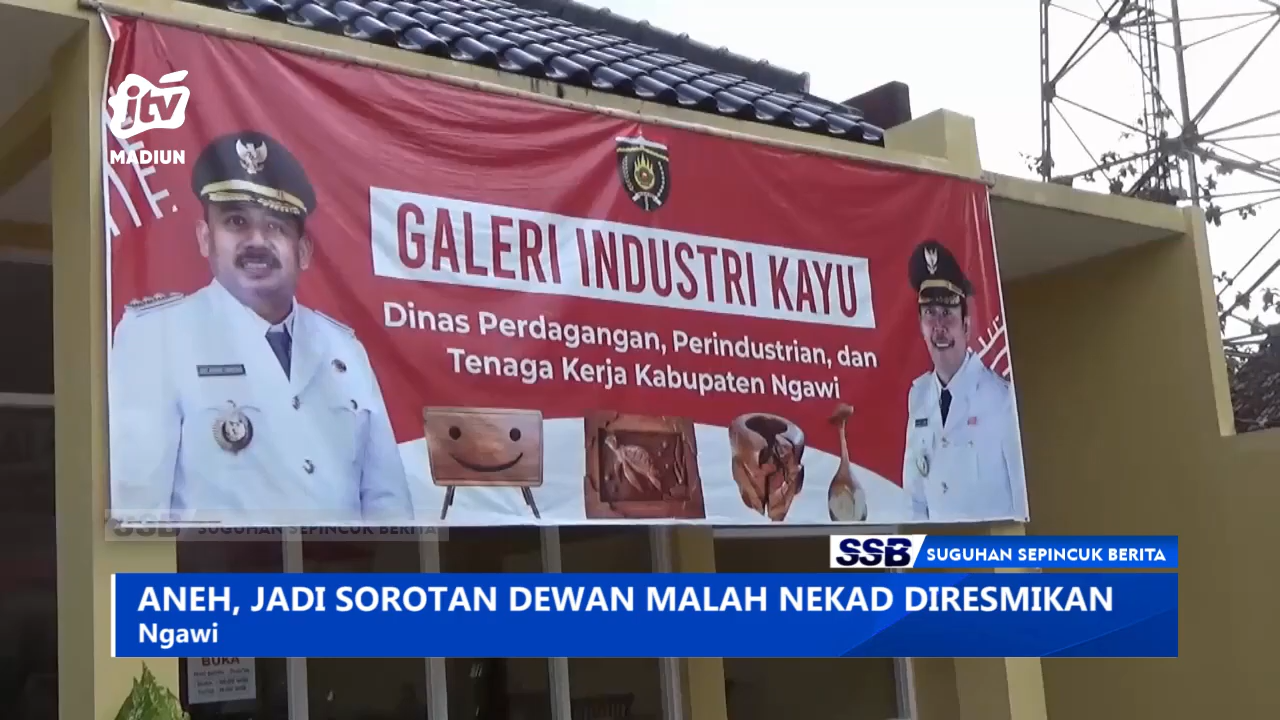 itv
MADIUN
GALERI INDUSTRI KAYU
Dinas Perdagangan, Perindustrian, dan
Tenaga Kerja Kabupaten Ngawi
SSB SUGUHAN SEPINCUK BERITA
SSB SUGUHAN SEPINCUK BERITA
ANEH, JADI SOROTAN DEWAN MALAH NEKAD DIRESMIKAN
Ngawi
BUKA